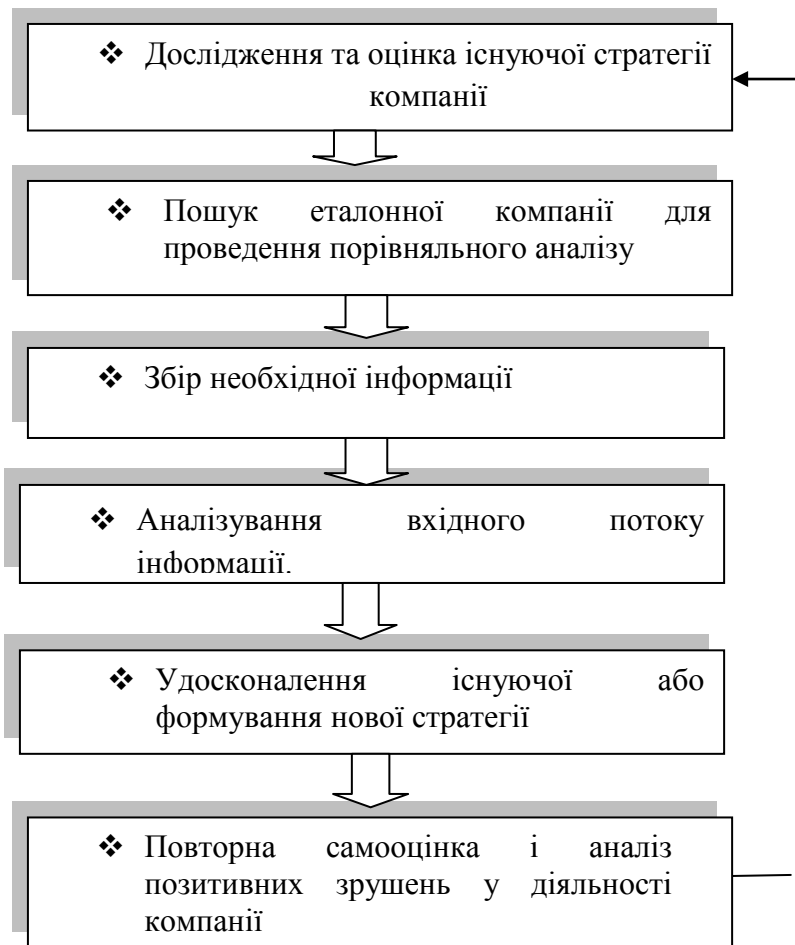 ❖ Дослідження та оцінка існуючої стратегії
компанії
❖ Пошук еталонної компанії для
проведення порівняльного аналізу
❖ Збір необхідної інформації
❖ Аналізування вхідного потоку
інформації.
❖ Удосконалення існуючої або
формування нової стратегії
❖ Повторна самооцінка і аналіз
позитивних зрушень у діяльності
компанії